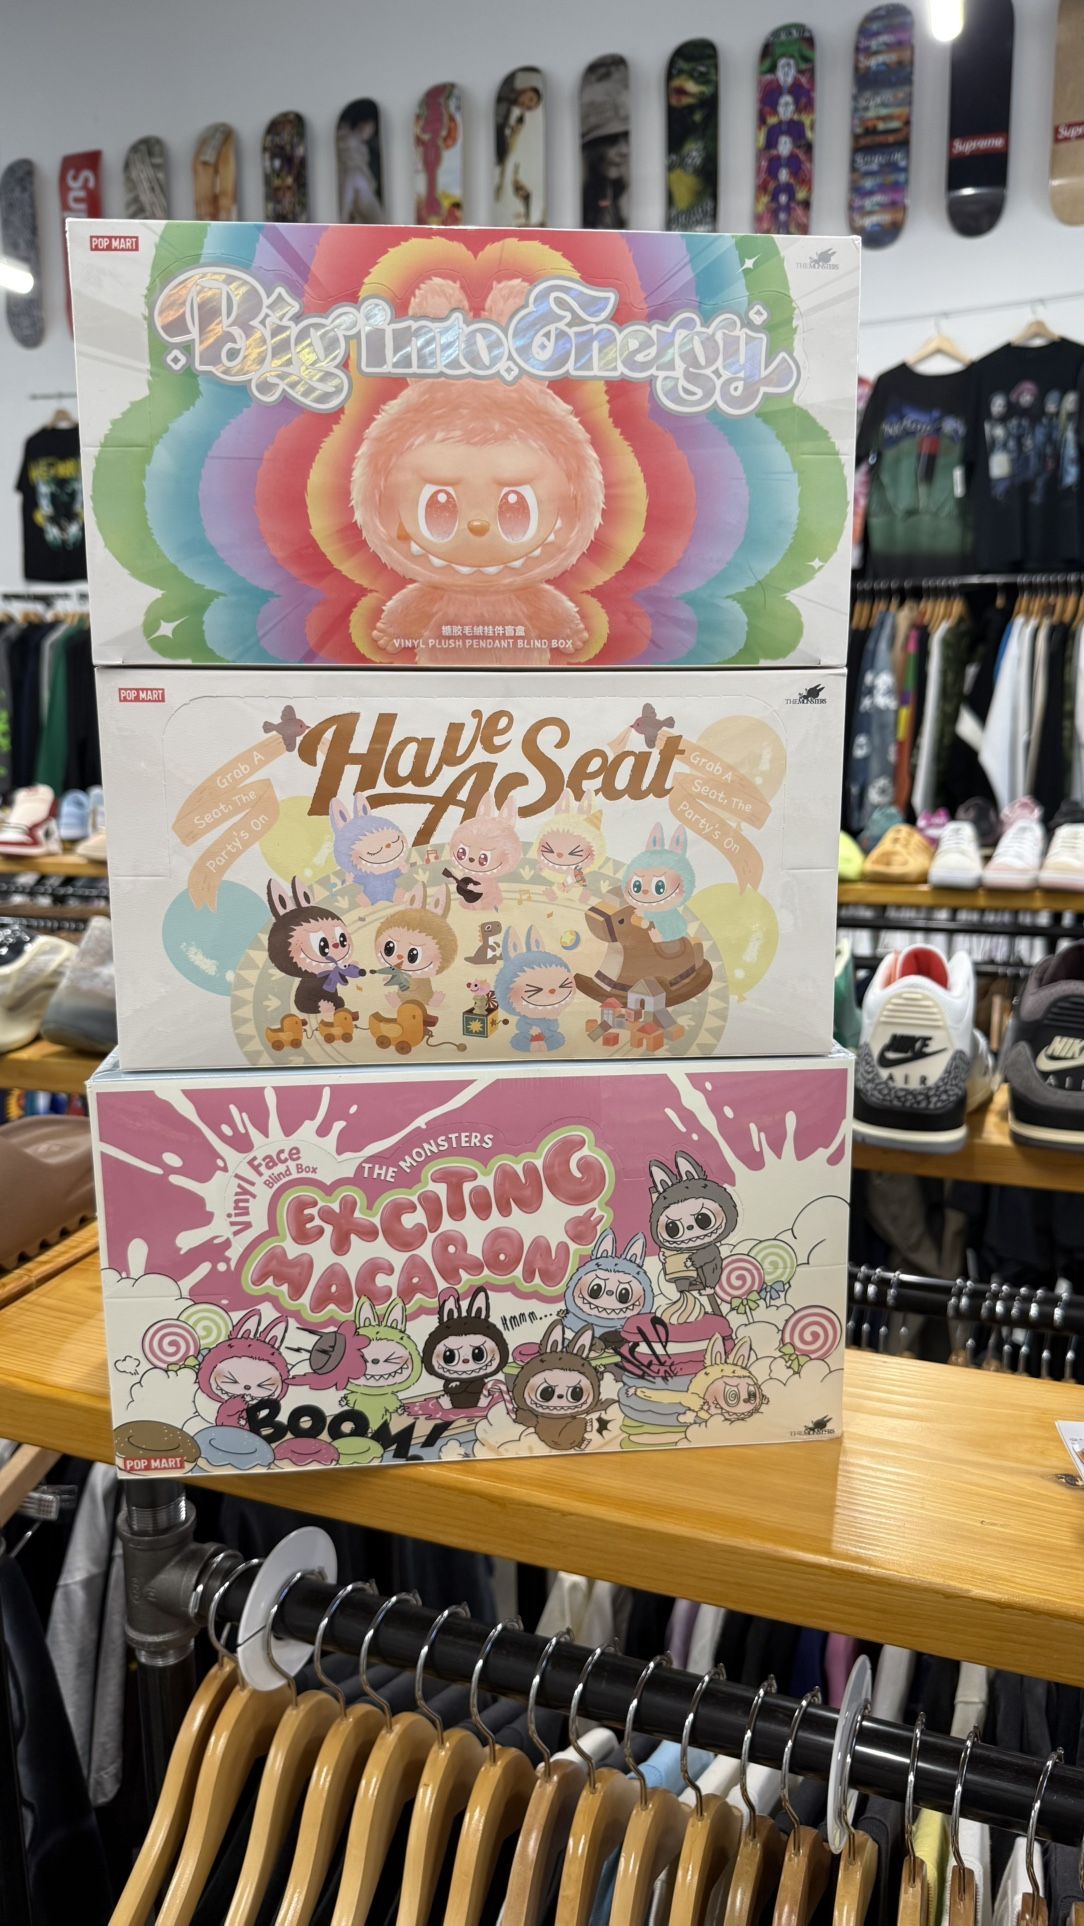 Supreme
Supreme
Supreme
POP MART
THE MONSTERS
Big into Energy
糖胶毛绒挂件盲盒
VINYL PLUSH PENDANT BLIND BOX
POP MART
THE MONSTERS
Have
A Seat
Grab A
Seat, The
Party's On
Grab A
Seat, The
Party's On
NIKE
AIR
NIKE
Vinyl Face
Blind Box
THE MONSTERS
EXCITING
MACARON
Hmmm...
BOOM!
POP MART
THE MONSTERS